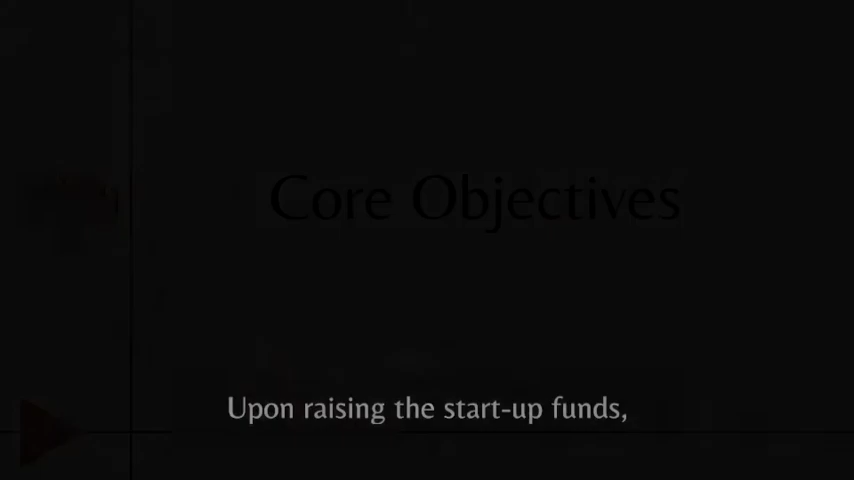 Core Objectives
Upon raising the start-up funds,